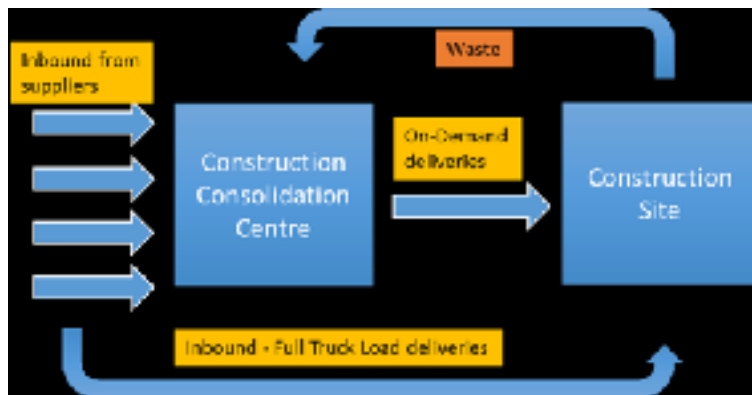 Waste
Inbound from
suppliers
On-Demand
deliveries
Construction
Consolidation
Centre
Construction
Site
Inbound - Full Truck Load deliveries